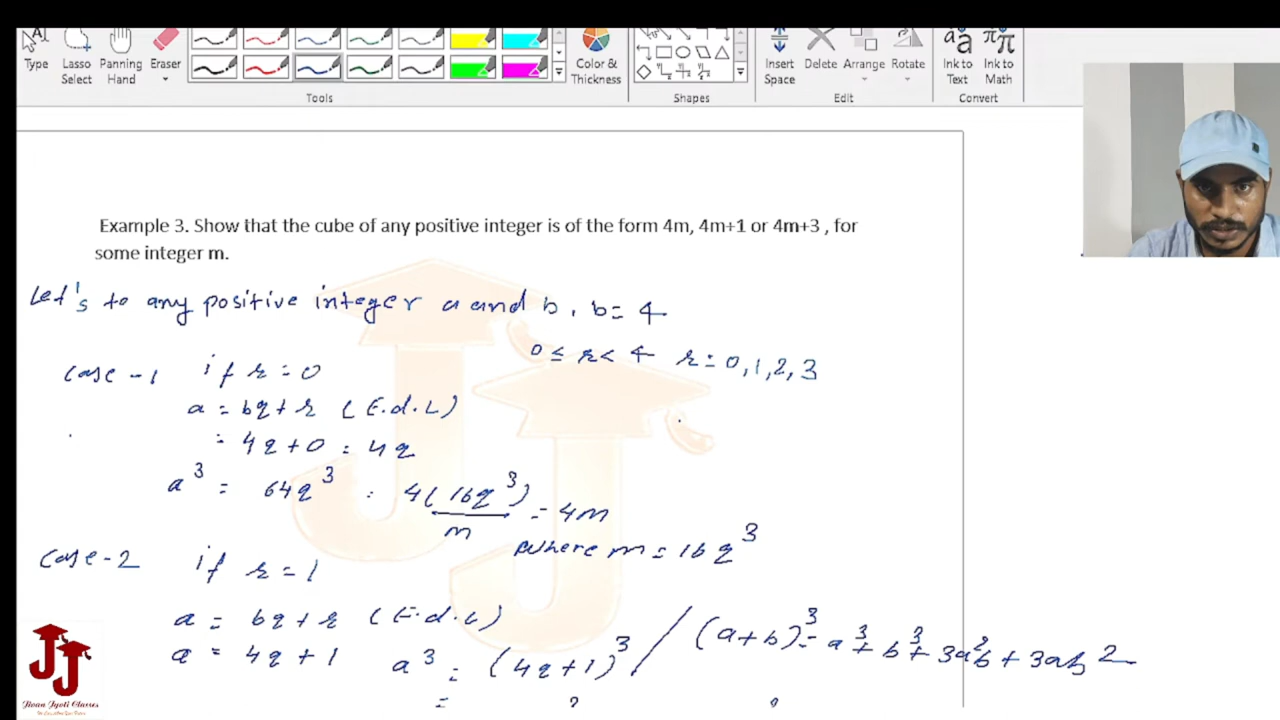 Type
Lasso Select
Panning Hand
Eraser
Color & Thickness
Insert Space
Delete
Arrange
Rotate
Ink to Text
Ink to Math
Tools
Shapes
Edit
Convert
Example 3. Show that the cube of any positive integer is of the form 4m, 4m+1 or 4m+3 , for
some integer m.
Let's to any positive integer a and b, b = 4
0 ≤ r < 4 r = 0,1,2,3
Case-1 if r = 0
a = bq + r (E.d.L)
= 4q + 0 = 4q
a³ = 64q³ = 4(16q³) = 4m
m
where m = 16q³
Case-2 if r = 1
a = bq + r (E.d.L)
a = 4q + 1 a³ = (4q+1)³ / (a+b)³ = a³ + b³ + 3a²b + 3ab²
=
JJ
Jivan Jyoti Classes